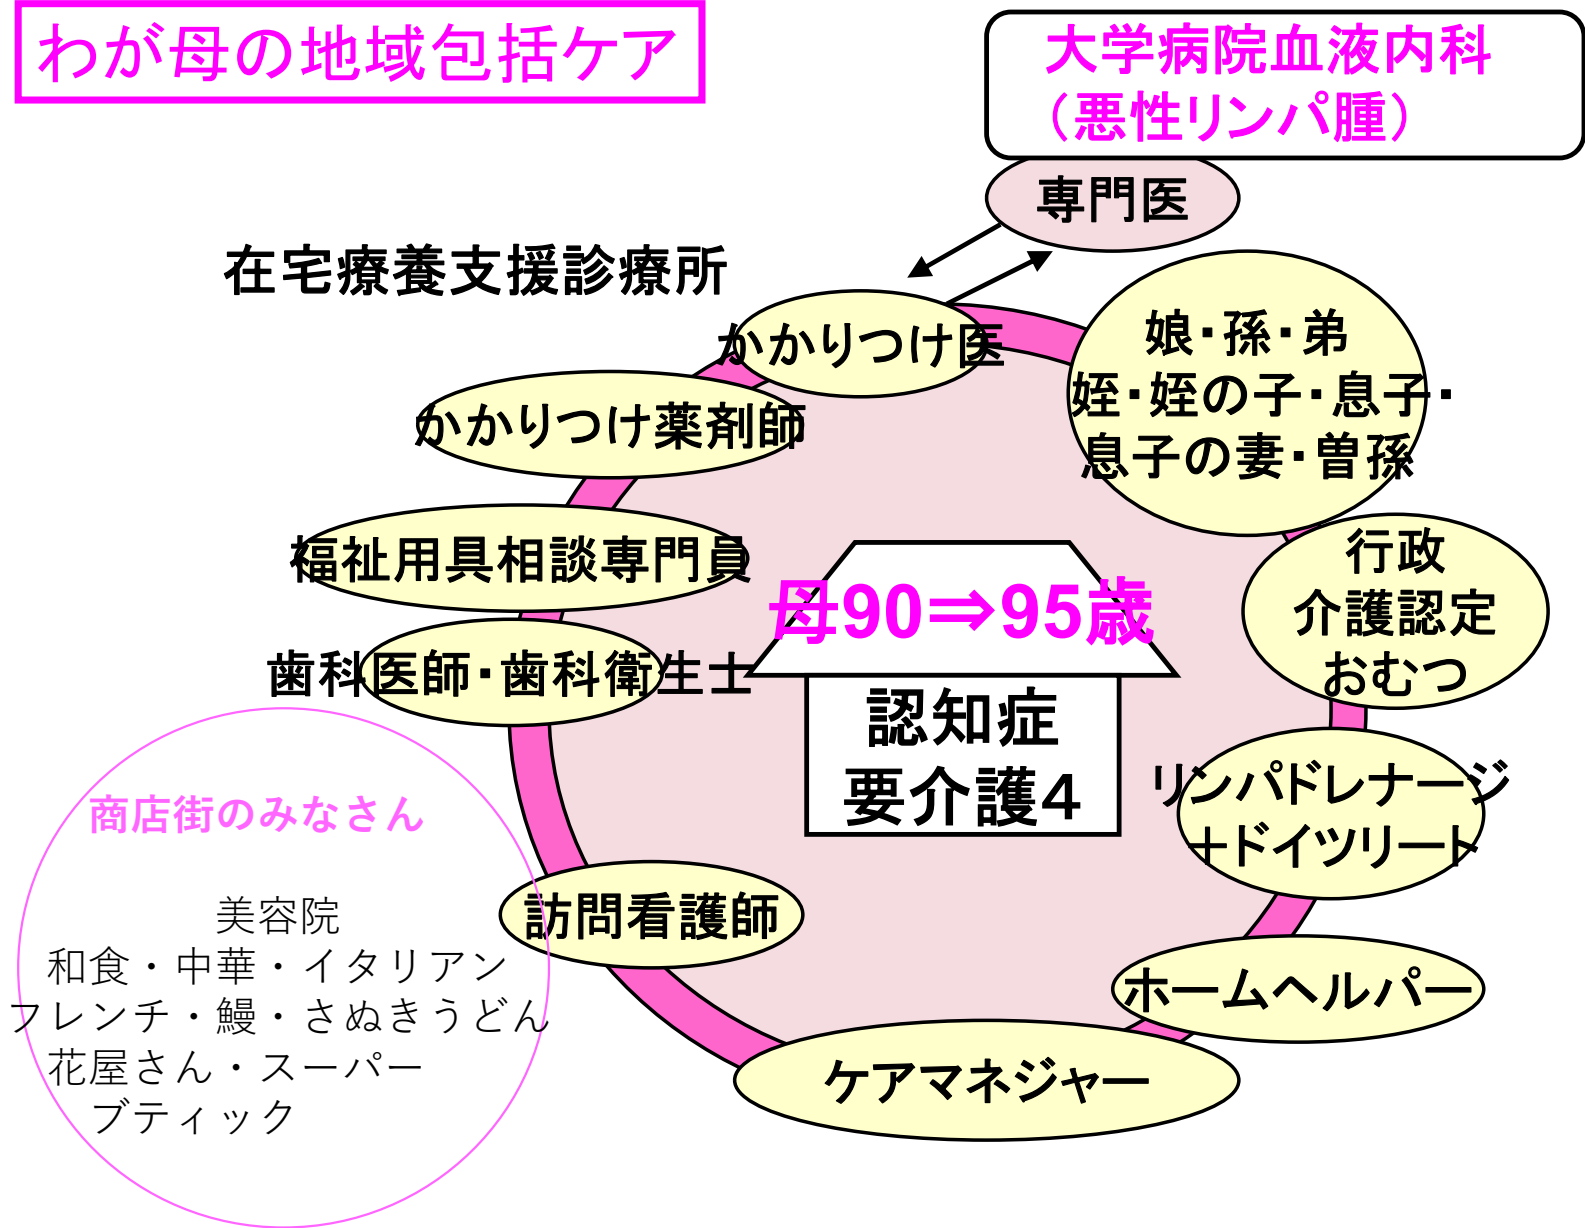 わが母の地域包括ケア
大学病院血液内科
（悪性リンパ腫）
専門医
在宅療養支援診療所
かかりつけ医
娘・孫・弟
姪・姪の子・息子・
息子の妻・曽孫
かかりつけ薬剤師
福祉用具相談専門員
行政
介護認定
おむつ
母90⇒95歳
認知症
要介護４
歯科医師・歯科衛生士
リンパドレナージ
＋ドイツリート
商店街のみなさん
美容院
和食・中華・イタリアン
フレンチ・鰻・さぬきうどん
花屋さん・スーパー
ブティック
訪問看護師
ホームヘルパー
ケアマネジャー